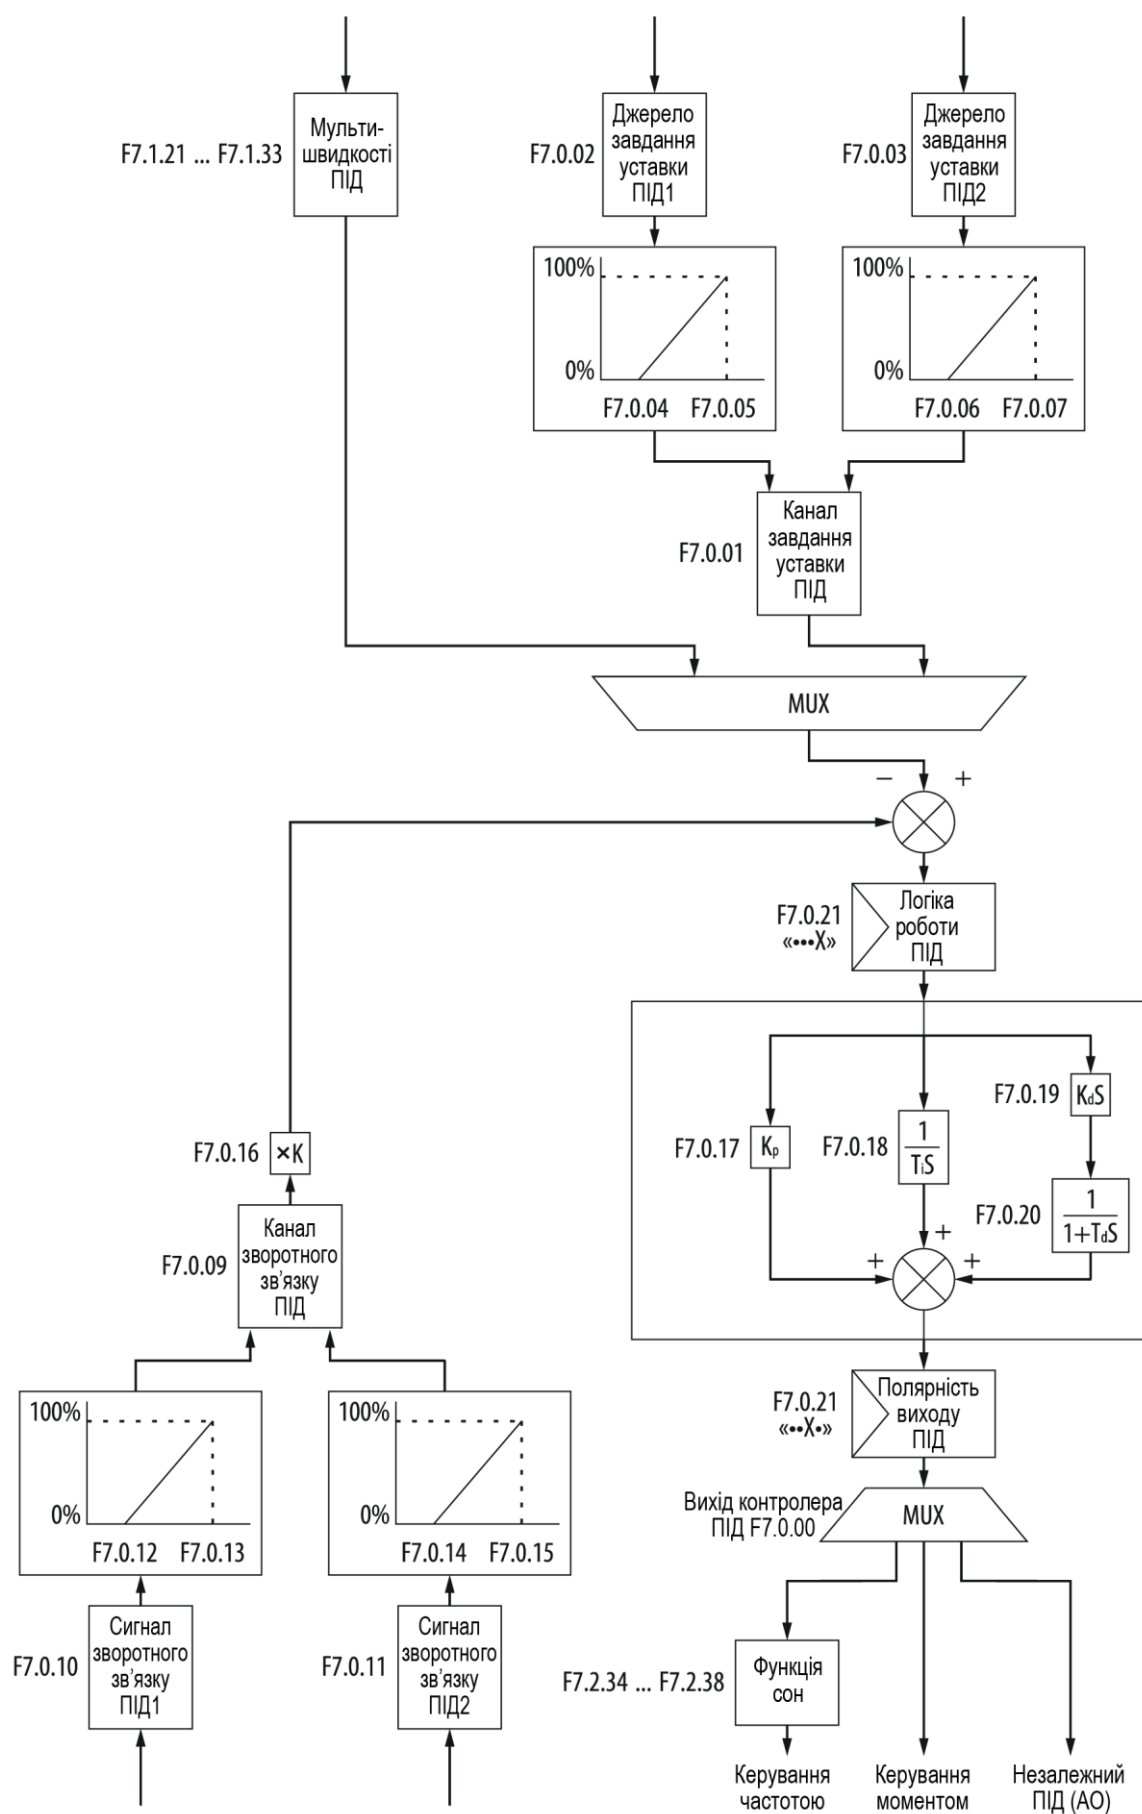 F7.1.21 ... F7.1.33
Мульти-
швидкості
ПІД
F7.0.02
Джерело
завдання
уставки
ПІД1
F7.0.03
Джерело
завдання
уставки
ПІД2
100%
0%
F7.0.04 F7.0.05
100%
0%
F7.0.06 F7.0.07
F7.0.01
Канал
завдання
уставки
ПІД
MUX
− +
F7.0.21
«•••X»
Логіка
роботи
ПІД
F7.0.17
Kp
F7.0.18
1
TiS
F7.0.19
KdS
F7.0.20
1
1+TdS
+
+
+
F7.0.16
×K
F7.0.09
Канал
зворотного
зв'язку
ПІД
100%
0%
F7.0.12 F7.0.13
100%
0%
F7.0.14 F7.0.15
F7.0.10
Сигнал
зворотного
зв'язку
ПІД1
F7.0.11
Сигнал
зворотного
зв'язку
ПІД2
F7.0.21
«••X•»
Полярність
виходу
ПІД
Вихід контролера
ПІД F7.0.00
MUX
F7.2.34 ... F7.2.38
Функція
сон
Керування
частотою
Керування
моментом
Незалежний
ПІД (АО)